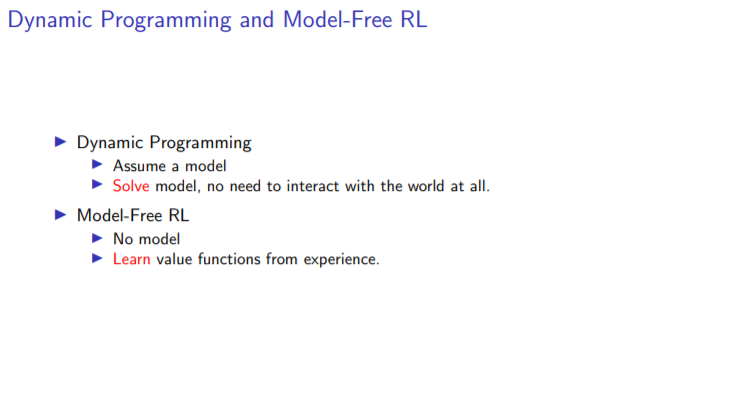 Dynamic Programming and Model-Free RL
Dynamic Programming
Assume a model
Solve model, no need to interact with the world at all.
Model-Free RL
No model
Learn value functions from experience.